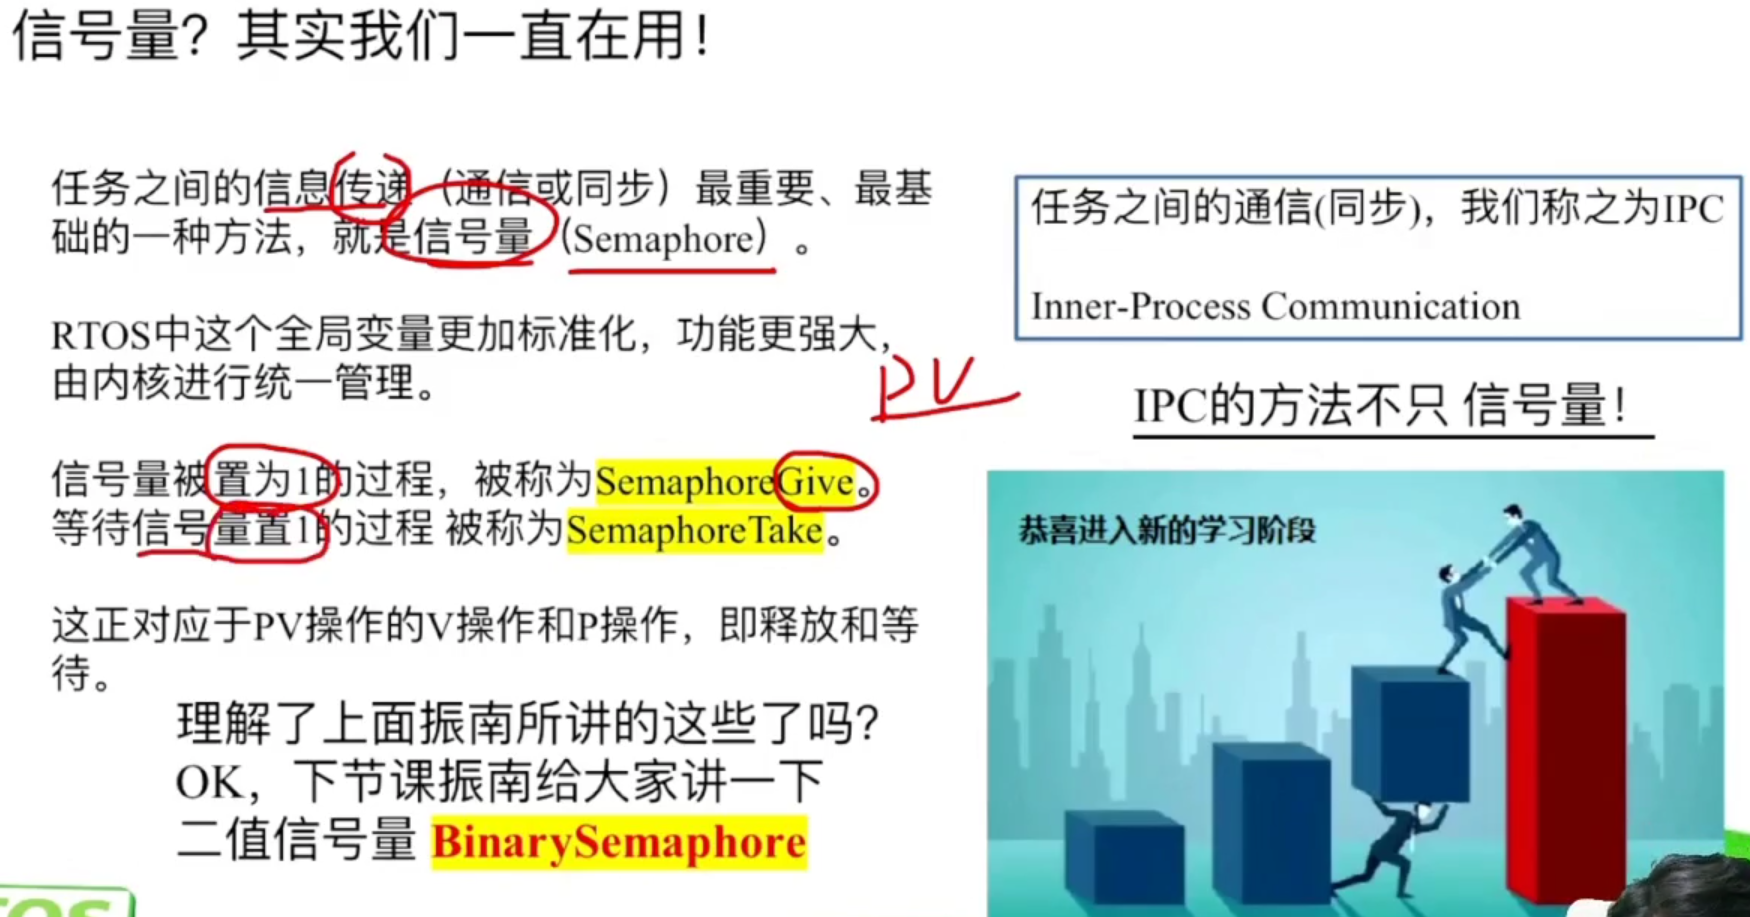 信号量？其实我们一直在用！
任务之间的信息传递（通信或同步）最重要、最基
础的一种方法，就是信号量（Semaphore）。
RTOS中这个全局变量更加标准化，功能更强大，
由内核进行统一管理。
PV
信号量被置为1的过程，被称为SemaphoreGive。
等待信号量置1的过程 被称为SemaphoreTake。
这正对应于PV操作的V操作和P操作，即释放和等
待。
理解了上面振南所讲的这些了吗？
OK，下节课振南给大家讲一下
二值信号量 BinarySemaphore
任务之间的通信(同步)，我们称之为IPC
Inner-Process Communication
IPC的方法不只 信号量！
恭喜进入新的学习阶段